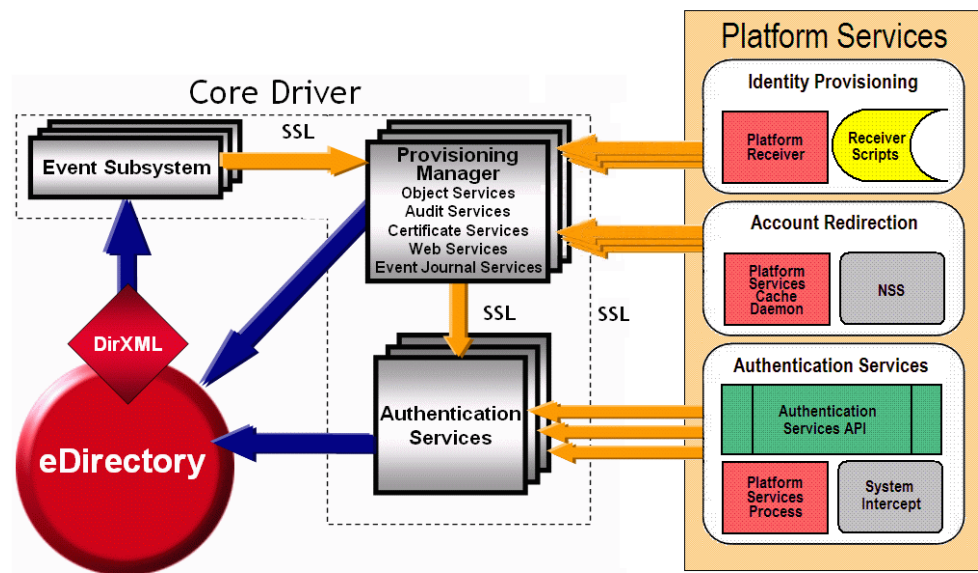 Core Driver
SSL
Event Subsystem
Provisioning
Manager
Object Services
Audit Services
Certificate Services
Web Services
Event Journal Services
SSL
SSL
DirXML
eDirectory
Authentication
Services
Platform Services
Identity Provisioning
Platform
Receiver
Receiver
Scripts
Account Redirection
Platform
Services
Cache
Daemon
NSS
Authentication Services
Authentication
Services API
Platform
Services
Process
System
Intercept